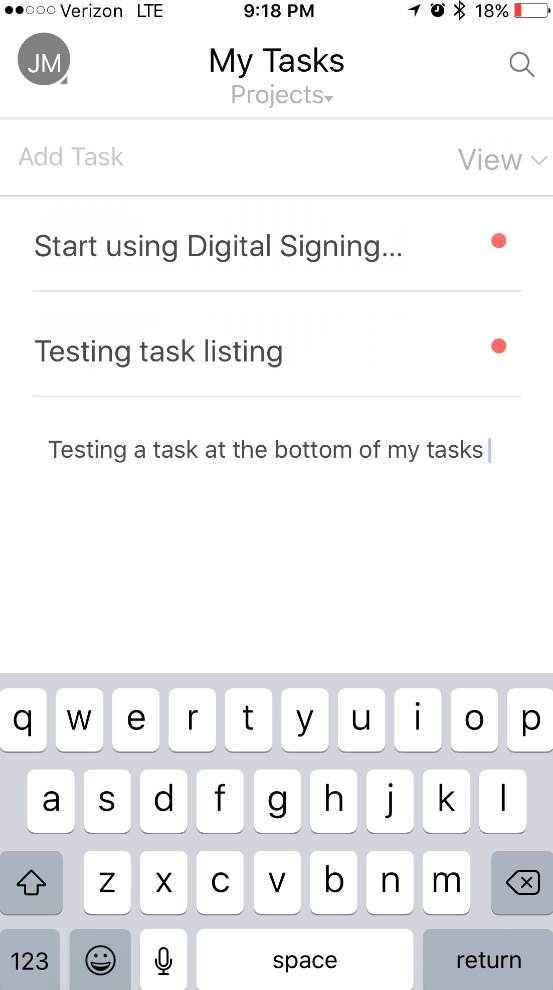 Verizon LTE 9:18 PM 18%
JM
My Tasks
Projects
Add Task
View
Start using Digital Signing...
Testing task listing
Testing a task at the bottom of my tasks
q w e r t y u i o p
a s d f g h j k l
z x c v b n m
123 space return